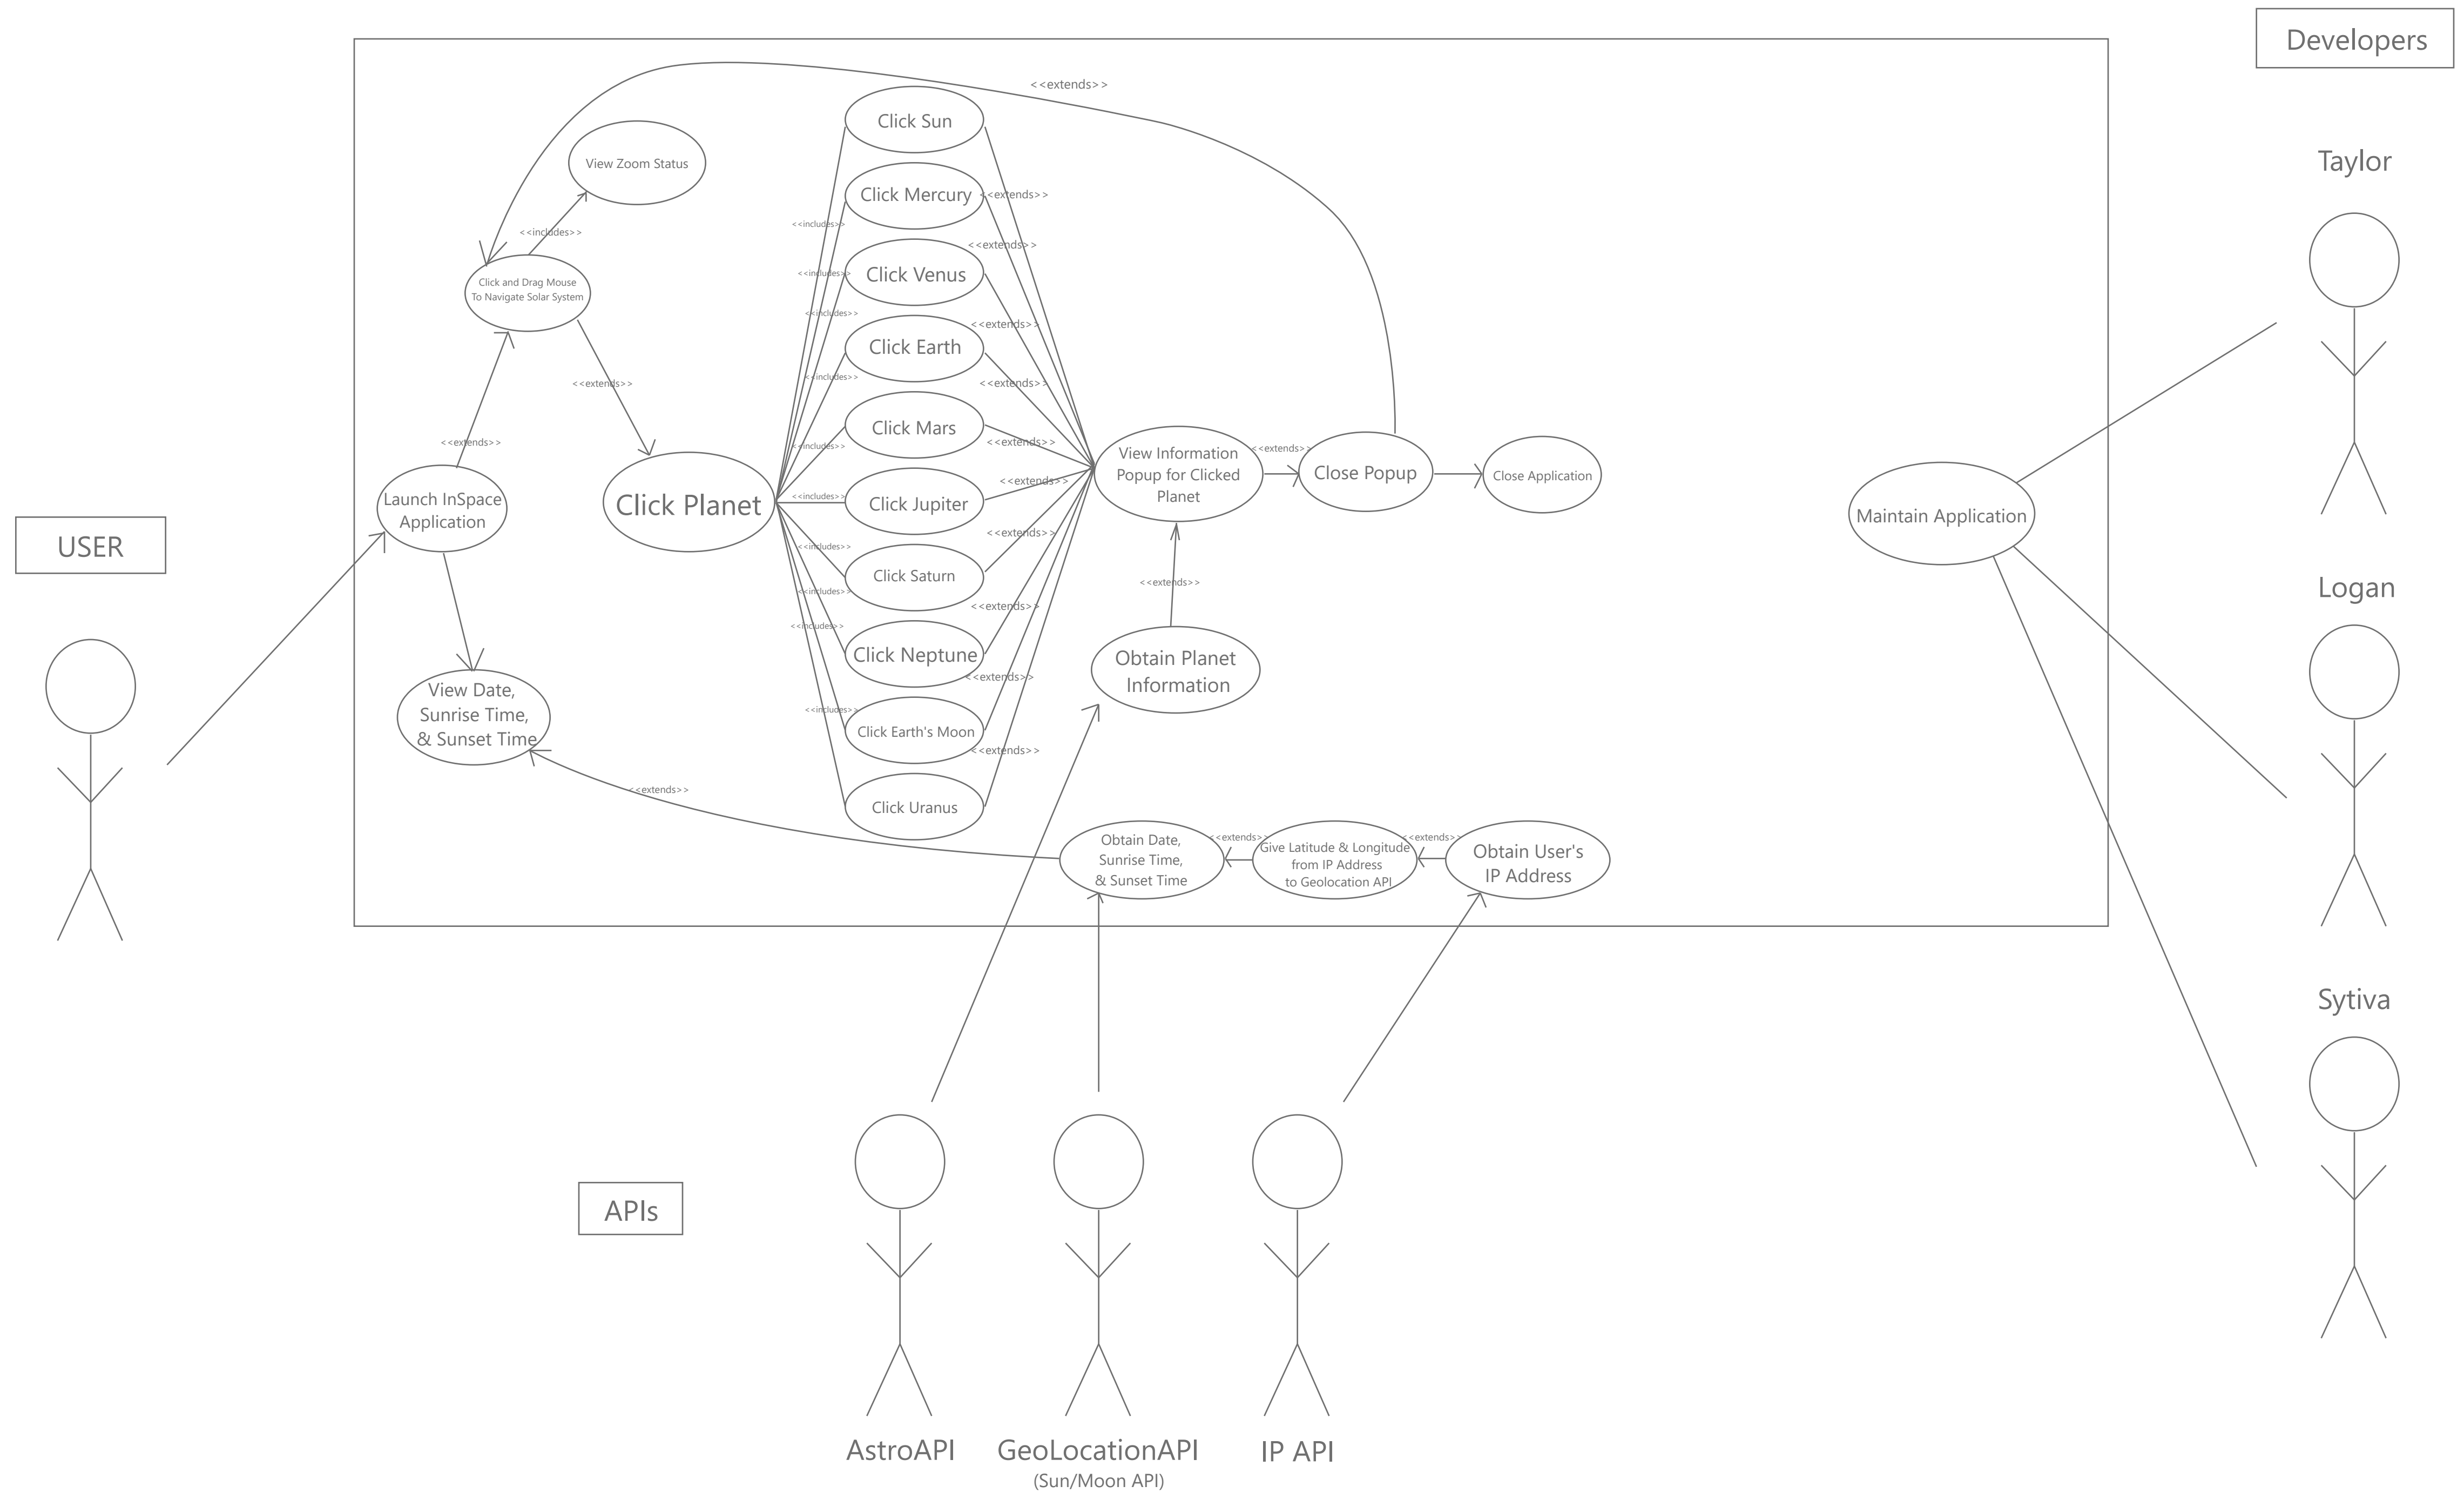 Developers
<<extends>>
Click Sun
Taylor
View Zoom Status
Click Mercury
<<extends>>
<<includes>>
<<includes>>
<<extends>>
Click Venus
<<includes>>
Click and Drag Mouse
To Navigate Solar System
<<includes>>
<<extends>>
Click Earth
<<extends>>
<<includes>>
<<extends>>
Click Mars
<<extends>>
<<includes>>
<<extends>>
View Information
Popup for Clicked
Planet
<<extends>>
Close Popup
Close Application
Launch InSpace
Application
Click Planet
<<includes>>
<<extends>>
Click Jupiter
Maintain Application
USER
<<extends>>
<<includes>>
Click Saturn
<<extends>>
Logan
<<includes>>
<<extends>>
<<includes>>
Click Neptune
Obtain Planet
Information
<<extends>>
View Date,
Sunrise Time,
& Sunset Time
<<includes>>
Click Earth's Moon
<<extends>>
<<extends>>
Click Uranus
<<extends>>
<<extends>>
Obtain Date,
Sunrise Time,
& Sunset Time
Give Latitude & Longitude
from IP Address
to Geolocation API
Obtain User's
IP Address
Sytiva
APIs
AstroAPI
GeoLocationAPI
(Sun/Moon API)
IP API